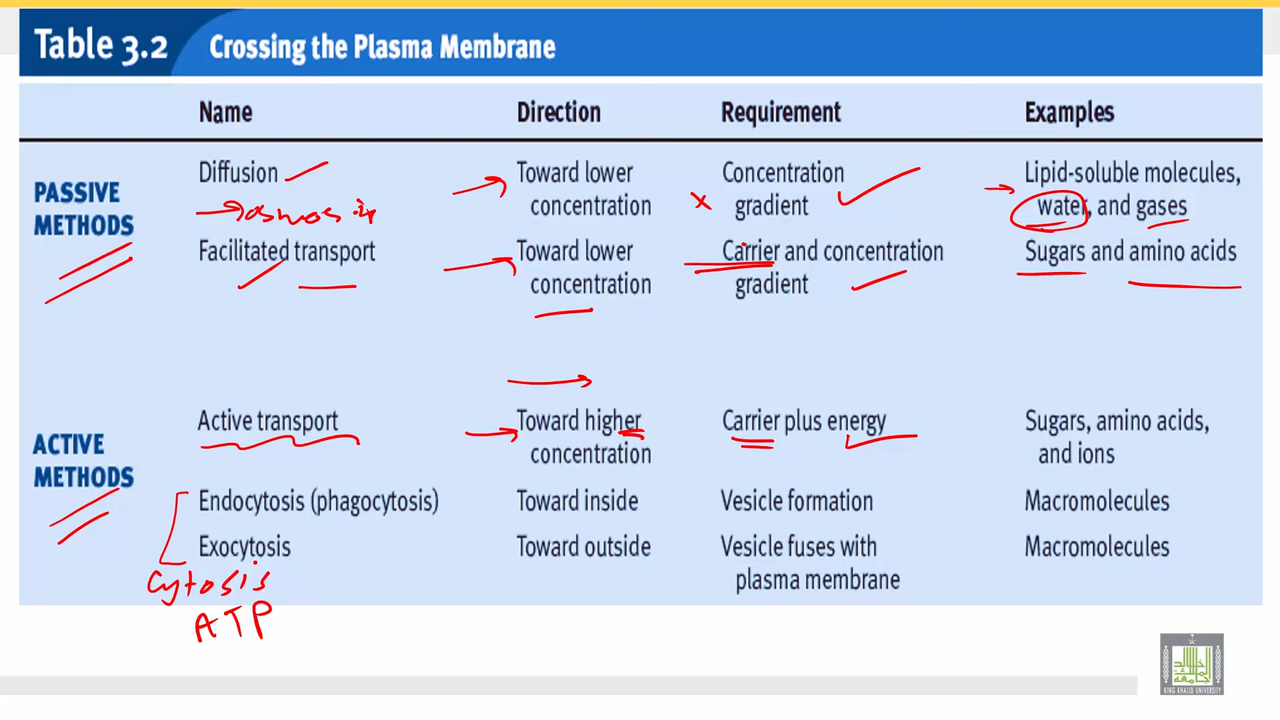 Table 3.2 Crossing the Plasma Membrane
Name Direction Requirement Examples
PASSIVE METHODS
Diffusion Toward lower concentration Concentration gradient Lipid-soluble molecules, water, and gases
osmosis
Facilitated transport Toward lower concentration Carrier and concentration gradient Sugars and amino acids
ACTIVE METHODS
Active transport Toward higher concentration Carrier plus energy Sugars, amino acids, and ions
Endocytosis (phagocytosis) Toward inside Vesicle formation Macromolecules
Exocytosis Toward outside Vesicle fuses with plasma membrane Macromolecules
Cytosis
ATP
KING KHALID UNIVERSITY